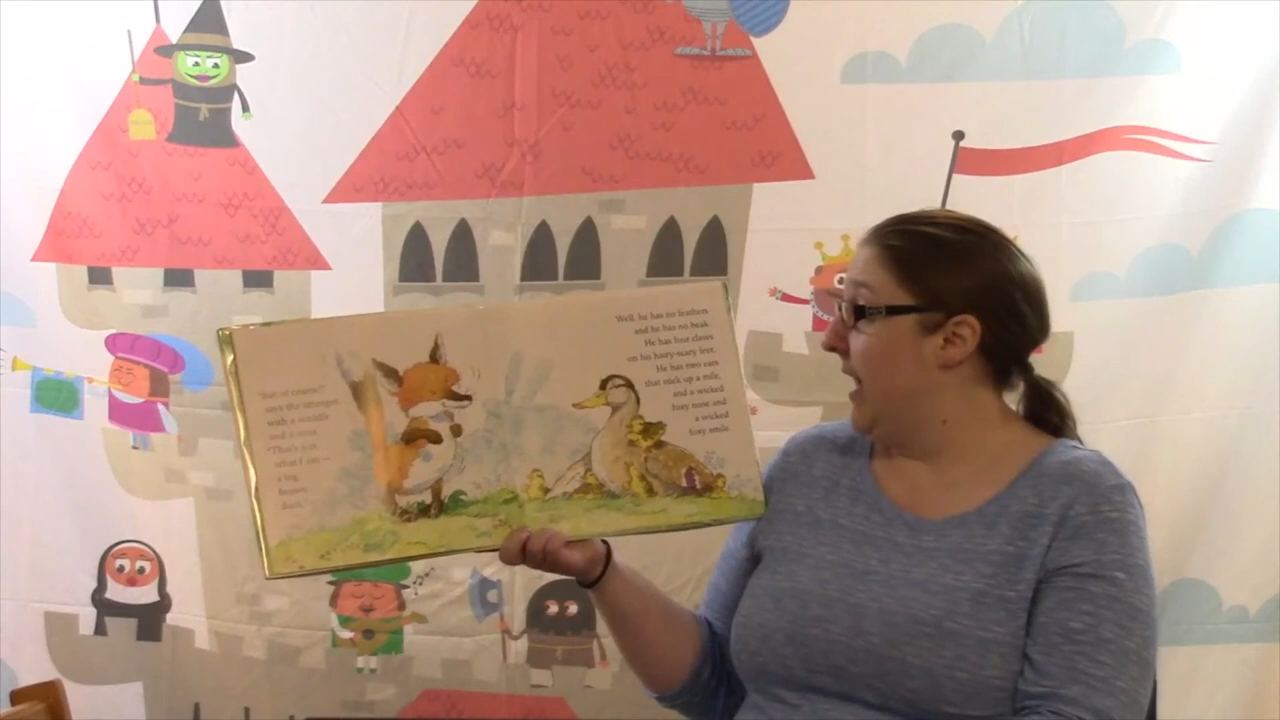 "But of course!"
says the stranger
with a waddle
and a
"That's just
what I am —
a big,
brown
duck."
Well, he has no feathers
and he has no beak.
He has four claws
on his hairy-scary feet.
He has two ears
that stick up a mile,
and a wicked
foxy nose and
a wicked
foxy smile.